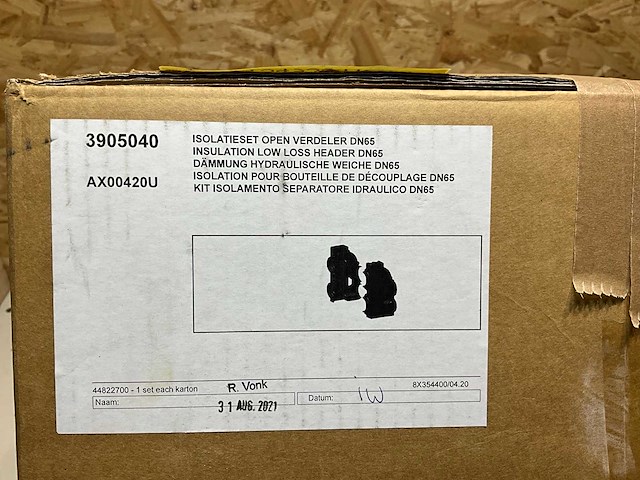 3905040
ISOLATIESET OPEN VERDELER DN65
INSULATION LOW LOSS HEADER DN65
DÄMMUNG HYDRAULISCHE WEICHE DN65
AX00420U
ISOLATION POUR BOUTEILLE DE DÉCOUPLAGE DN65
KIT ISOLAMENTO SEPARATORE IDRAULICO DN65
44822700 - 1 set each karton
R. Vonk
8X354400/04.20
Naam:
31 AUG. 2021
Datum:
IW